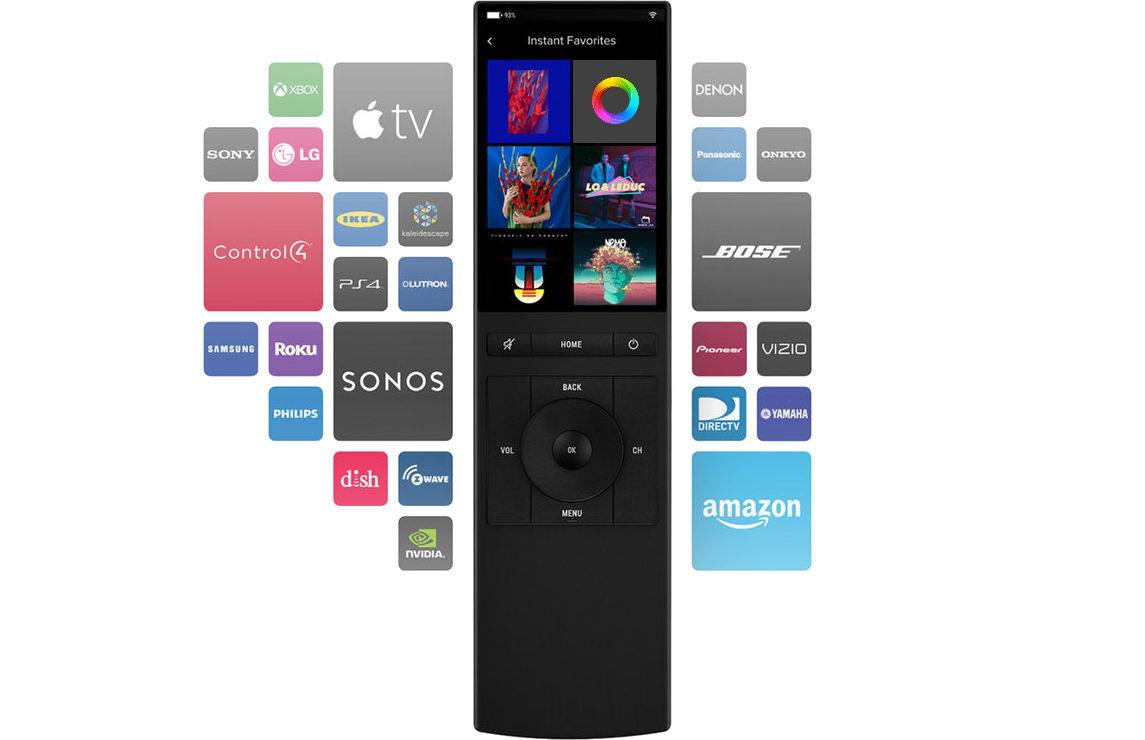 93%
Instant Favorites
XBOX
tv
SONY
LG
Control4
IKEA
kaleidescape
PS4
LUTRON
SAMSUNG
ROKU
SONOS
PHILIPS
dish
Z WAVE
NVIDIA
LO & LEDUC
NEMO
HOME
BACK
VOL
OK
CH
MENU
DENON
Panasonic
ONKYO
BOSE
Pioneer
VIZIO
DIRECTV
YAMAHA
amazon